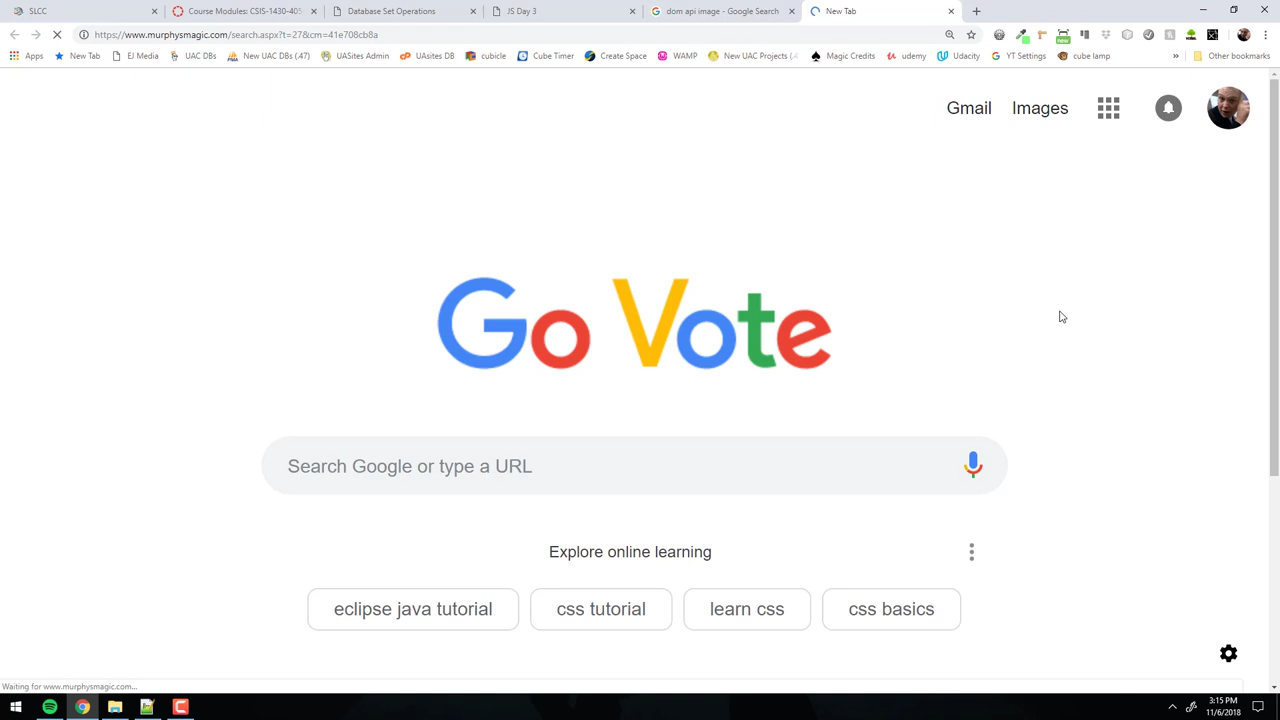 SLCC
Course Modules: CSIS-1430-405
Database Set Operations
JS Day 3
dom api image - Google Search
New Tab
https://www.murphysmagic.com/search.aspx?t=27&cm=41e708cb8a
Apps
New Tab
EJ Media
UAC DBs
New UAC DBs (.47)
UASites Admin
UAsites DB
cubicle
Cube Timer
Create Space
WAMP
New UAC Projects (
Magic Credits
udemy
Udacity
YT Settings
cube lamp
»
Other bookmarks
Gmail
Images
Go Vote
Search Google or type a URL
Explore online learning
eclipse java tutorial
css tutorial
learn css
css basics
Waiting for www.murphysmagic.com...
3:15 PM
11/6/2018